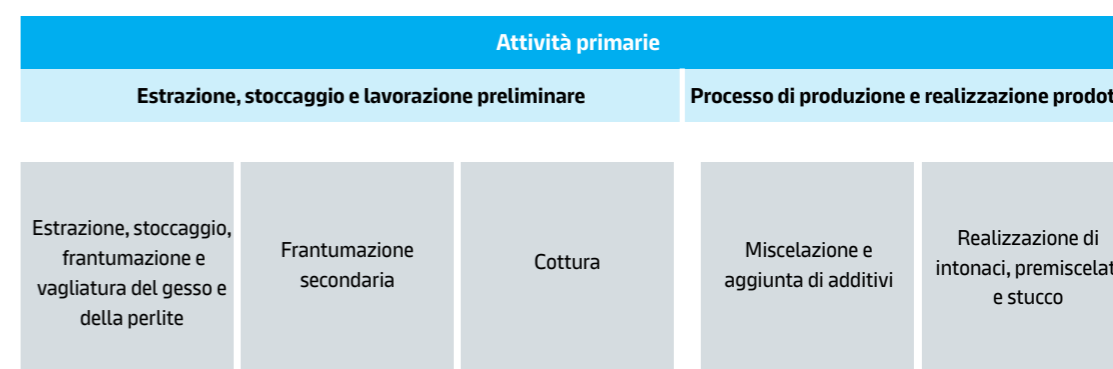 Attività primarie
Estrazione, stoccaggio e lavorazione preliminare
Processo di produzione e realizzazione prodot
Estrazione, stoccaggio,
frantumazione e
vagliatura del gesso e
della perlite
Frantumazione
secondaria
Cottura
Miscelazione e
aggiunta di additivi
Realizzazione di
intonaci, premiscelat
e stucco